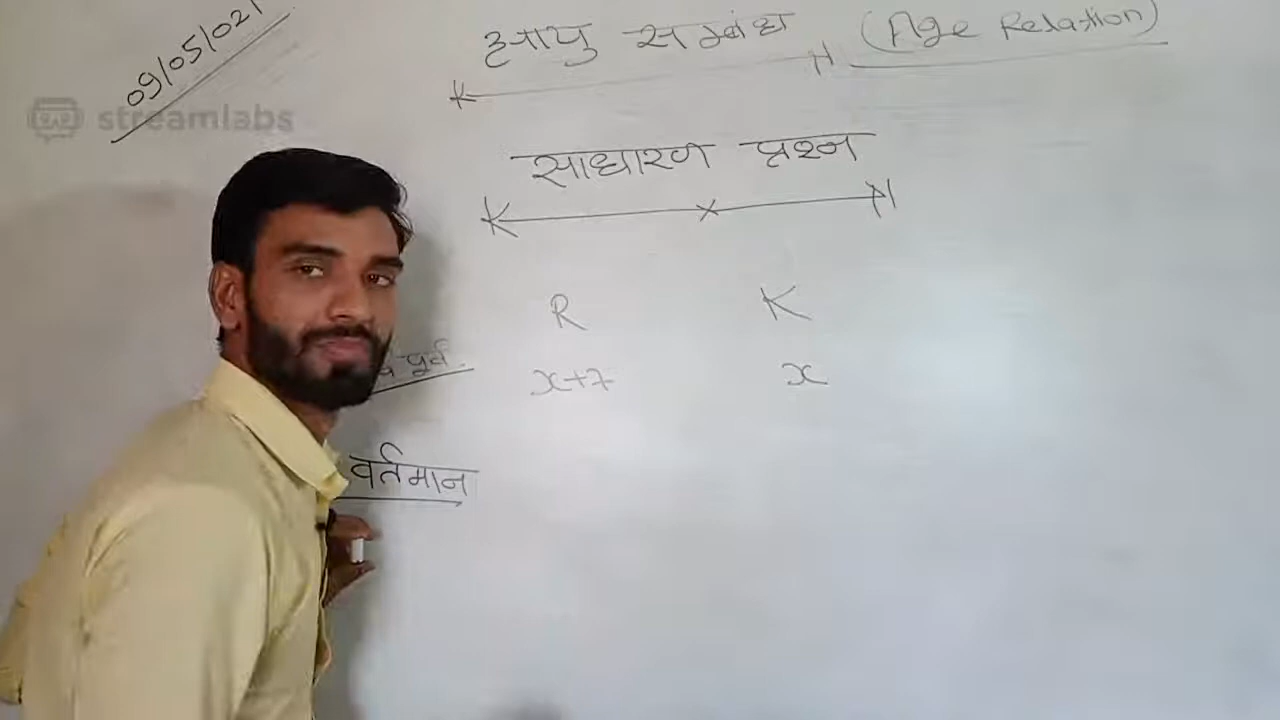 09/05/021
आयु सम्बंध (Age Relation)
streamlabs
साधारण प्रश्न
R K
पूर्व. x+7 x
वर्तमान